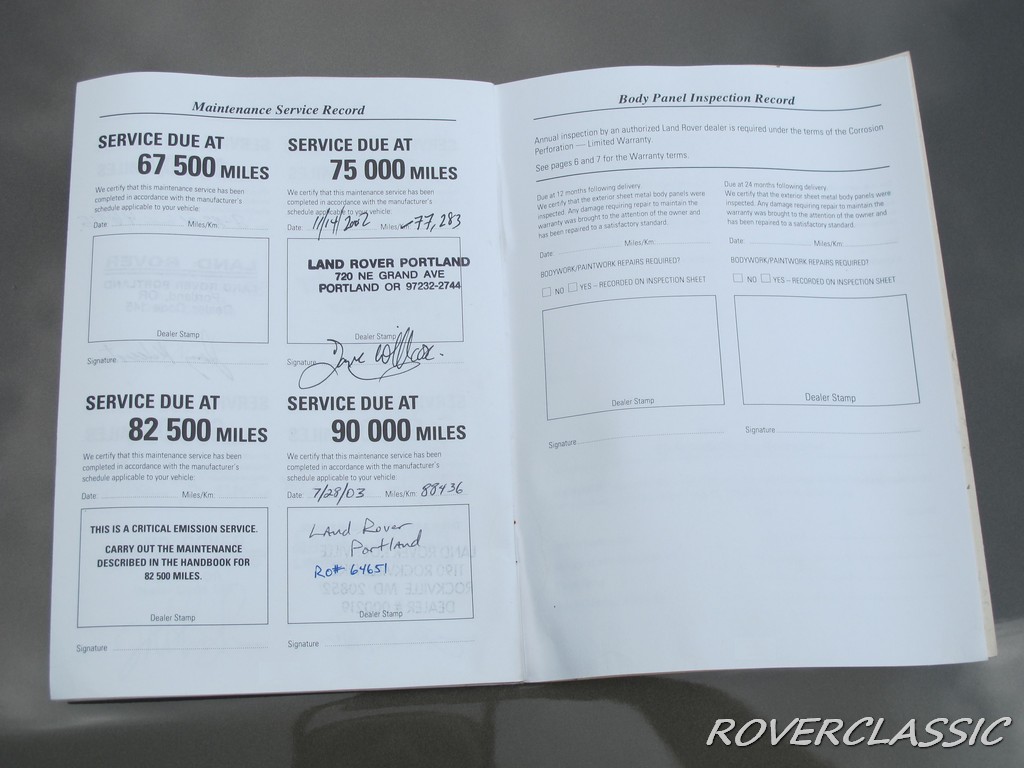 Maintenance Service Record
SERVICE DUE AT
67 500 MILES
We certify that this maintenance service has been
completed in accordance with the manufacturer's
schedule applicable to your vehicle:
Date Miles/Km
Dealer Stamp
Signature
SERVICE DUE AT
75 000 MILES
We certify that this maintenance service has been
completed in accordance with the manufacturer's
schedule applicable to your vehicle:
Date: 11/14/2002 Miles/Km 77,283
LAND ROVER PORTLAND
720 NE GRAND AVE
PORTLAND OR 97232-2744
Dealer Stamp
Signature Dave Willcox.
SERVICE DUE AT
82 500 MILES
We certify that this maintenance service has been
completed in accordance with the manufacturer's
schedule applicable to your vehicle:
Date Miles/Km:
THIS IS A CRITICAL EMISSION SERVICE.
CARRY OUT THE MAINTENANCE
DESCRIBED IN THE HANDBOOK FOR
82 500 MILES.
Dealer Stamp
Signature
SERVICE DUE AT
90 000 MILES
We certify that this maintenance service has been
completed in accordance with the manufacturer's
schedule applicable to your vehicle:
Date: 7/28/03 Miles/Km: 88436
Land Rover
Portland
RO# 64651
Dealer Stamp
Signature
Body Panel Inspection Record
Annual inspection by an authorized Land Rover dealer is required under the terms of the Corrosion
Perforation — Limited Warranty.
See pages 6 and 7 for the Warranty terms.
Due at 12 months following delivery.
We certify that the exterior sheet metal body panels were
inspected. Any damage requiring repair to maintain the
warranty was brought to the attention of the owner and
has been repaired to a satisfactory standard.
Date: Miles/Km:
BODYWORK/PAINTWORK REPAIRS REQUIRED?
NO YES – RECORDED ON INSPECTION SHEET
Dealer Stamp
Signature
Due at 24 months following delivery.
We certify that the exterior sheet metal body panels were
inspected. Any damage requiring repair to maintain the
warranty was brought to the attention of the owner and
has been repaired to a satisfactory standard.
Date: Miles/Km:
BODYWORK/PAINTWORK REPAIRS REQUIRED?
NO YES – RECORDED ON INSPECTION SHEET
Dealer Stamp
Signature
ROVERCLASSIC